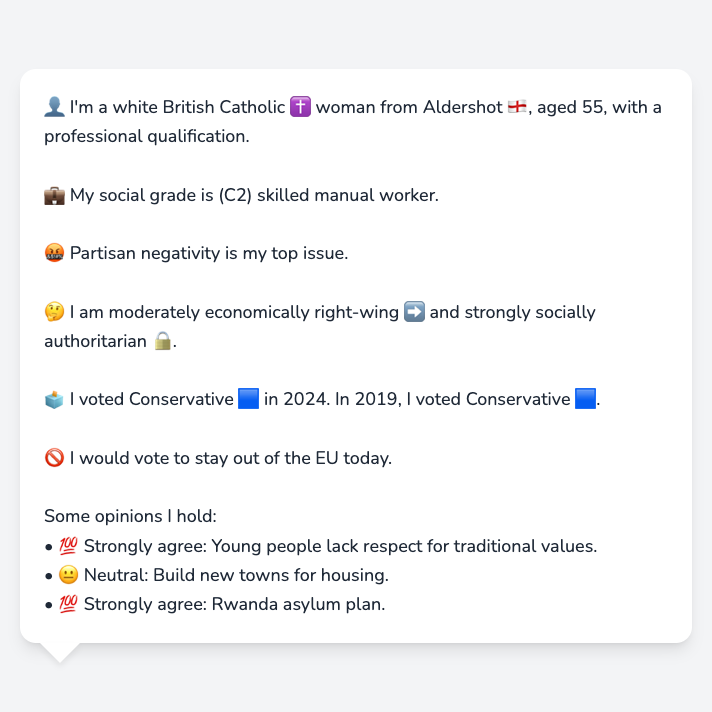 👤 I'm a white British Catholic ✝️ woman from Aldershot 🏴󠁧󠁢󠁥󠁮󠁧󠁿, aged 55, with a
professional qualification.
💼 My social grade is (C2) skilled manual worker.
🤬 Partisan negativity is my top issue.
🤔 I am moderately economically right-wing ➡️ and strongly socially
authoritarian 🔒.
🗳️ I voted Conservative 🟦 in 2024. In 2019, I voted Conservative 🟦.
🚫 I would vote to stay out of the EU today.
Some opinions I hold:
• 💯 Strongly agree: Young people lack respect for traditional values.
• 😐 Neutral: Build new towns for housing.
• 💯 Strongly agree: Rwanda asylum plan.